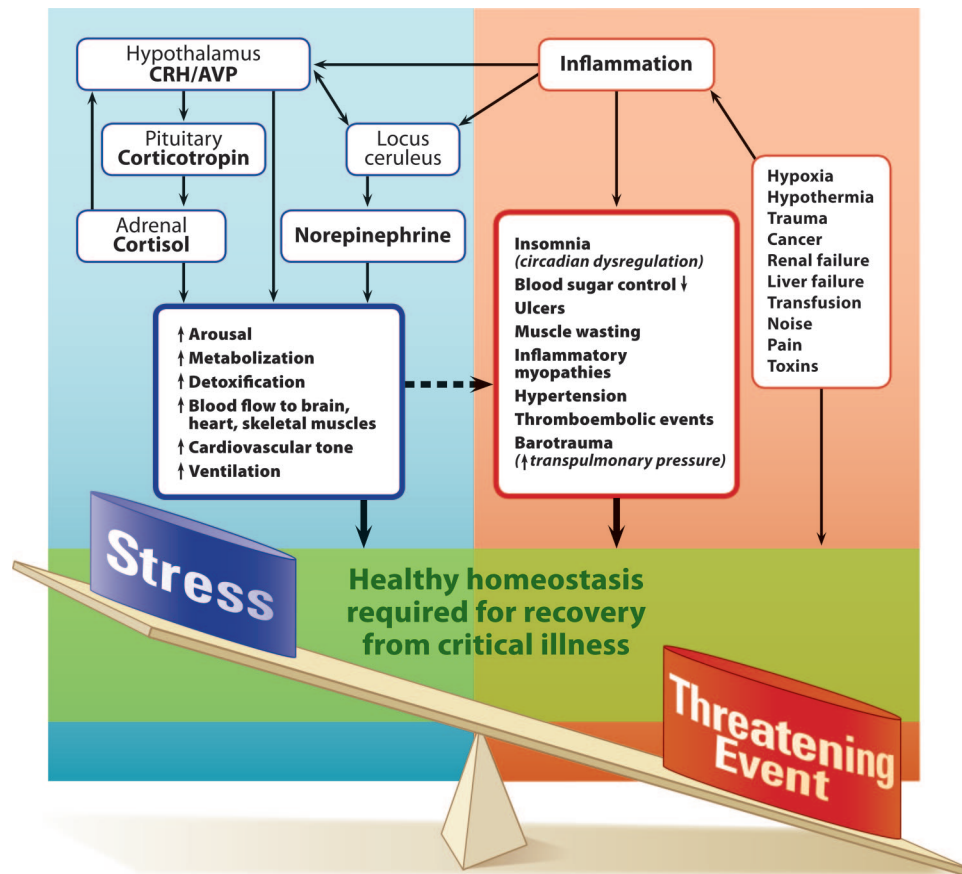 Hypothalamus
CRH/AVP
Inflammation
Pituitary
Corticotropin
Locus
ceruleus
Adrenal
Cortisol
Norepinephrine
Hypoxia
Hypothermia
Trauma
Cancer
Renal failure
Liver failure
Transfusion
Noise
Pain
Toxins
↑ Arousal
↑ Metabolization
↑ Detoxification
↑ Blood flow to brain,
heart, skeletal muscles
↑ Cardiovascular tone
↑ Ventilation
Insomnia
(circadian dysregulation)
Blood sugar control ↓
Ulcers
Muscle wasting
Inflammatory
myopathies
Hypertension
Thromboembolic events
Barotrauma
(↑ transpulmonary pressure)
Stress
Healthy homeostasis
required for recovery
from critical illness
Threatening
Event